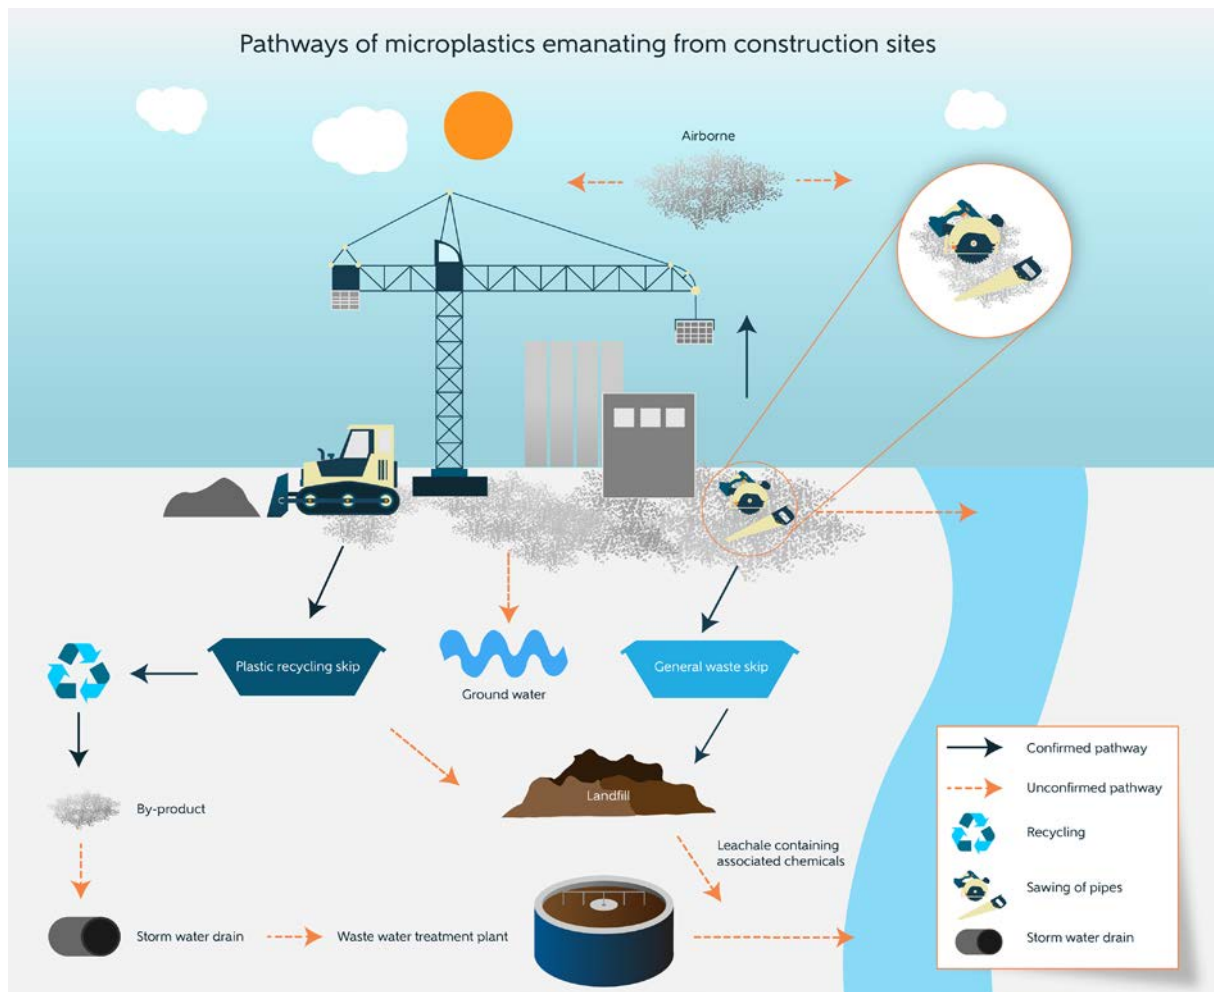 Pathways of microplastics emanating from construction sites
Airborne
Plastic recycling skip
Ground water
General waste skip
Landfill
By-product
Leachale containing
associated chemicals
Storm water drain
Waste water treatment plant
Confirmed pathway
Unconfirmed pathway
Recycling
Sawing of pipes
Storm water drain